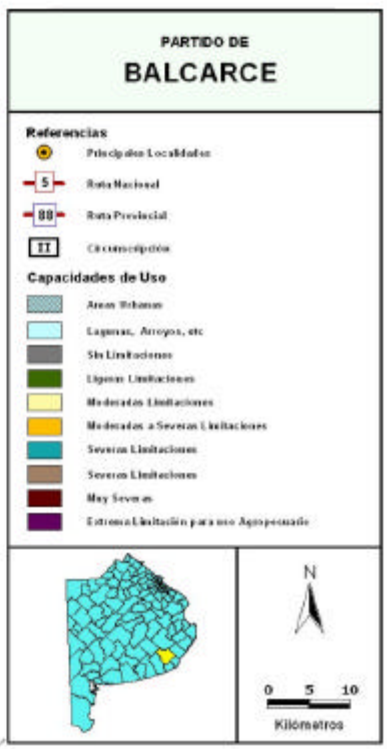 PARTIDO DE
BALCARCE
Referencias
Principales Localidades
5 Ruta Nacional
88 Ruta Provincial
II Circunscripción
Capacidades de Uso
Areas Urbanas
Lagunas, Arroyos, etc
Sin Limitaciones
Ligeras Limitaciones
Moderadas Limitaciones
Moderadas a Severas Limitaciones
Severas Limitaciones
Severas Limitaciones
Muy Severas
Extrema Limitación para uso Agropecuario
N
0 5 10
Kilómetros